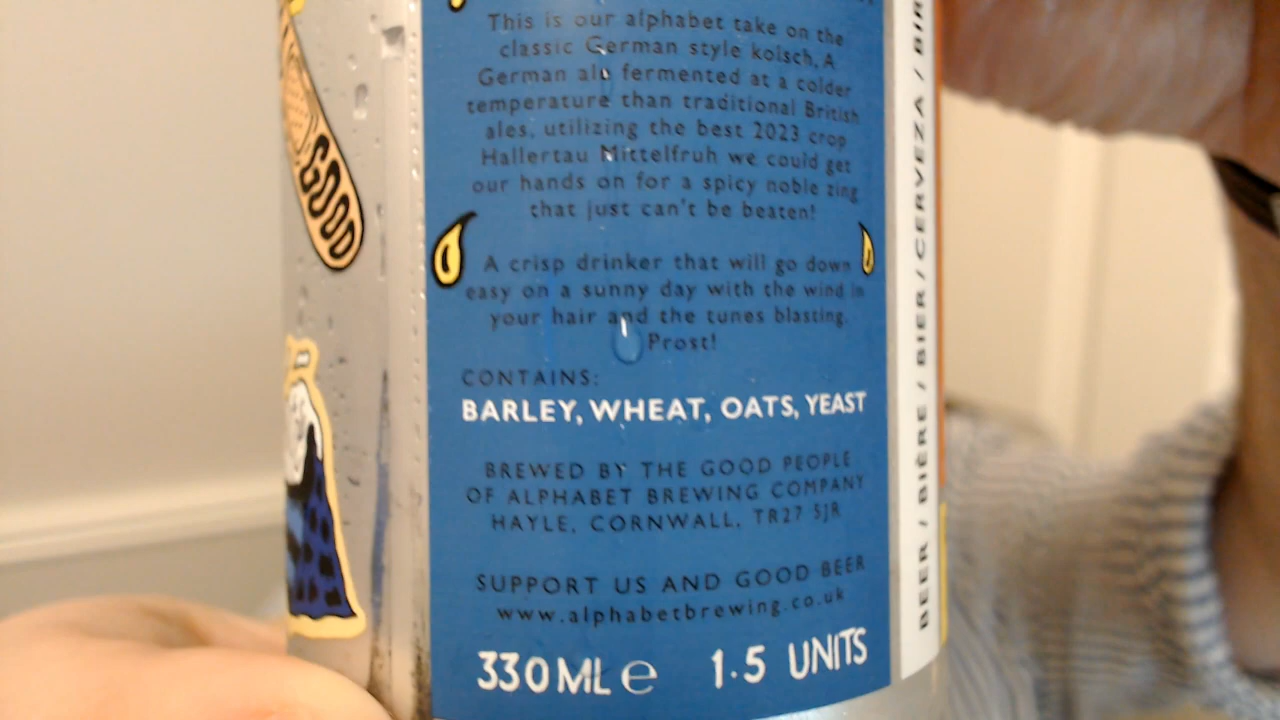 This is our alphabet take on the
classic German style kolsch, A
German ale fermented at a colder
temperature than traditional British
ales, utilizing the best 2023 crop
Hallertau Mittelfruh we could get
our hands on for a spicy noble zing
that just can't be beaten!
A crisp drinker that will go down
easy on a sunny day with the wind in
your hair and the tunes blasting.
Prost!
CONTAINS:
BARLEY, WHEAT, OATS, YEAST
BREWED BY THE GOOD PEOPLE
OF ALPHABET BREWING COMPANY
HAYLE, CORNWALL, TR27 5JR
SUPPORT US AND GOOD BEER
www.alphabetbrewing.co.uk
330ML e 1.5 UNITS
GOOD
BEER / BIÈRE / BIER / CERVEZA / BIR